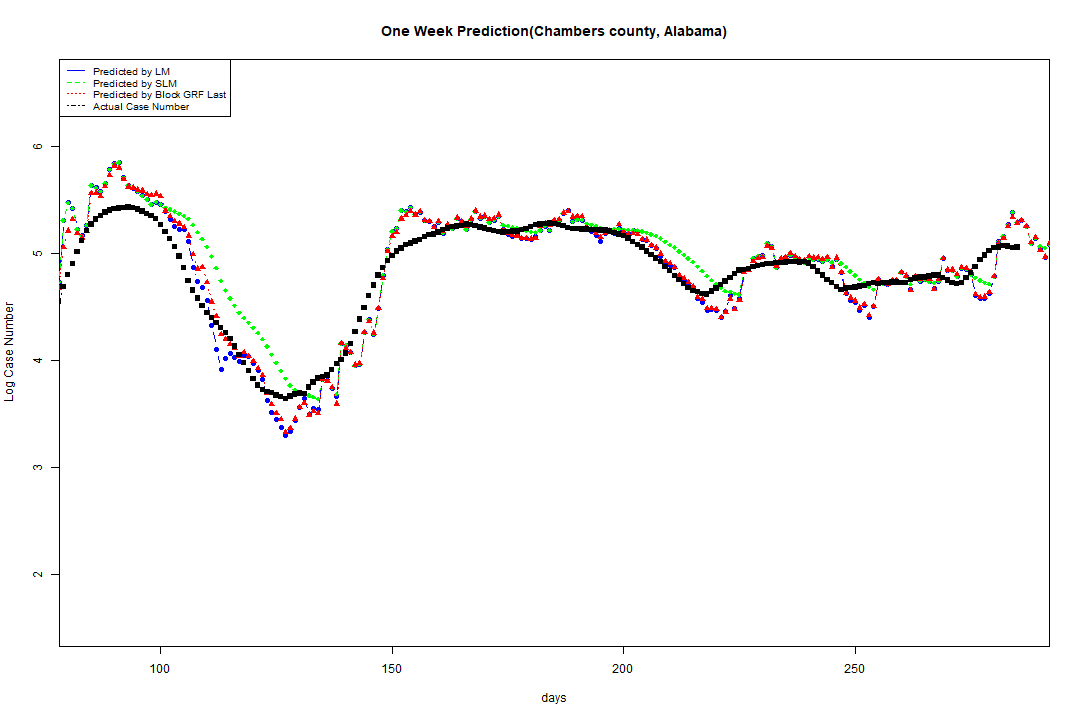 One Week Prediction(Chambers county, Alabama)
Predicted by LM
Predicted by SLM
Predicted by Block GRF Last
Actual Case Number
6
5
4
3
2
Log Case Number
100
150
200
250
days